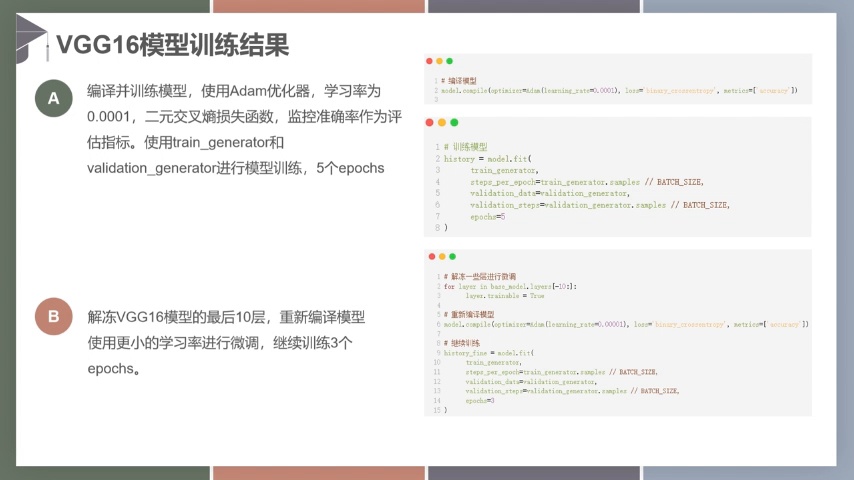 VGG16模型训练结果
A
编译并训练模型，使用Adam优化器，学习率为
0.0001，二元交叉熵损失函数，监控准确率作为评
估指标。使用train_generator和
validation_generator进行模型训练，5个epochs
1 # 编译模型
2 model.compile(optimizer=Adam(learning_rate=0.0001), loss='binary_crossentropy', metrics=['accuracy'])
3
1 # 训练模型
2 history = model.fit(
3 train_generator,
4 steps_per_epoch=train_generator.samples // BATCH_SIZE,
5 validation_data=validation_generator,
6 validation_steps=validation_generator.samples // BATCH_SIZE,
7 epochs=5
8 )
B
解冻VGG16模型的最后10层，重新编译模型
使用更小的学习率进行微调，继续训练3个
epochs。
1 # 解冻一些层进行微调
2 for layer in base_model.layers[-10:]:
3 layer.trainable = True
4
5 # 重新编译模型
6 model.compile(optimizer=Adam(learning_rate=0.00001), loss='binary_crossentropy', metrics=['accuracy'])
7
8 # 继续训练
9 history_fine = model.fit(
10 train_generator,
11 steps_per_epoch=train_generator.samples // BATCH_SIZE,
12 validation_data=validation_generator,
13 validation_steps=validation_generator.samples // BATCH_SIZE,
14 epochs=3
15 )